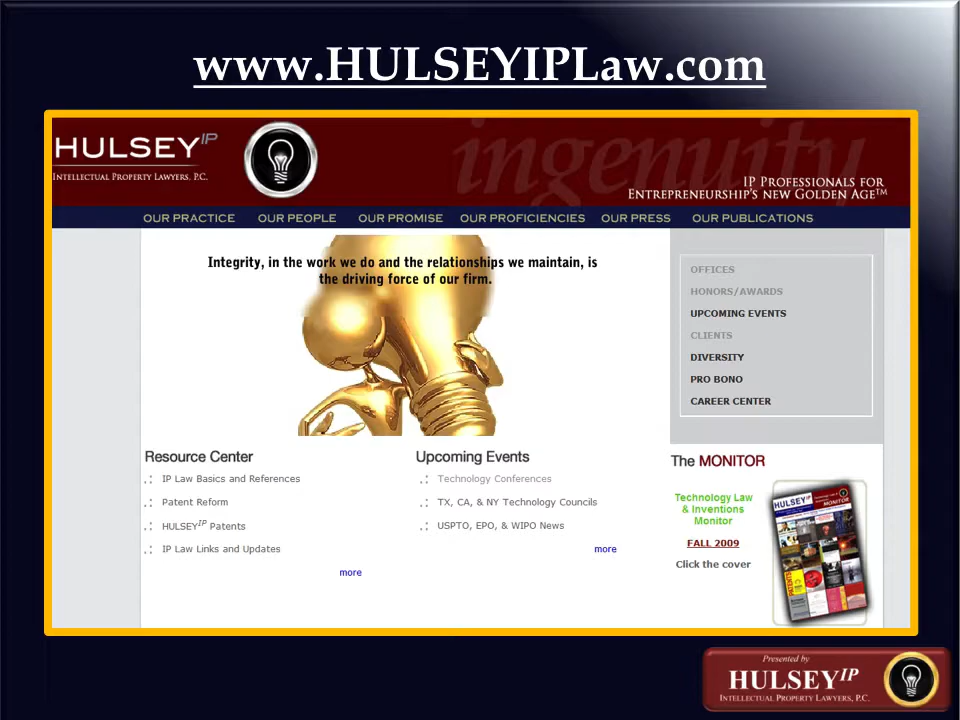 www.HULSEYIPLaw.com
HULSEY IP
INTELLECTUAL PROPERTY LAWYERS, P.C.
ingenuity
IP PROFESSIONALS FOR
ENTREPRENEURSHIP'S NEW GOLDEN AGE™
OUR PRACTICE OUR PEOPLE OUR PROMISE OUR PROFICIENCIES OUR PRESS OUR PUBLICATIONS
Integrity, in the work we do and the relationships we maintain, is
the driving force of our firm.
OFFICES
HONORS/AWARDS
UPCOMING EVENTS
CLIENTS
DIVERSITY
PRO BONO
CAREER CENTER
Resource Center
IP Law Basics and References
Patent Reform
HULSEY IP Patents
IP Law Links and Updates
more
Upcoming Events
Technology Conferences
TX, CA, & NY Technology Councils
USPTO, EPO, & WIPO News
more
The MONITOR
Technology Law
& Inventions
Monitor
FALL 2009
Click the cover
HULSEY IP
MONITOR
PATENTS
Presented by
HULSEY IP
INTELLECTUAL PROPERTY LAWYERS, P.C.